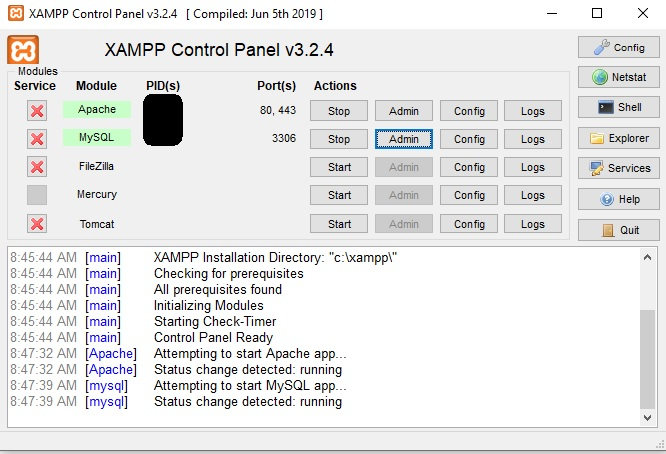 XAMPP Control Panel v3.2.4 [ Compiled: Jun 5th 2019 ]
XAMPP Control Panel v3.2.4
Config
Modules
Service Module PID(s) Port(s) Actions
Netstat
Apache 80, 443 Stop Admin Config Logs
Shell
MySQL 3306 Stop Admin Config Logs
Explorer
FileZilla Start Admin Config Logs
Services
Mercury Start Admin Config Logs
Help
Tomcat Start Admin Config Logs
Quit
8:45:44 AM [main] XAMPP Installation Directory: "c:\xampp\"
8:45:44 AM [main] Checking for prerequisites
8:45:44 AM [main] All prerequisites found
8:45:44 AM [main] Initializing Modules
8:45:44 AM [main] Starting Check-Timer
8:45:44 AM [main] Control Panel Ready
8:47:32 AM [Apache] Attempting to start Apache app...
8:47:32 AM [Apache] Status change detected: running
8:47:39 AM [mysql] Attempting to start MySQL app...
8:47:39 AM [mysql] Status change detected: running